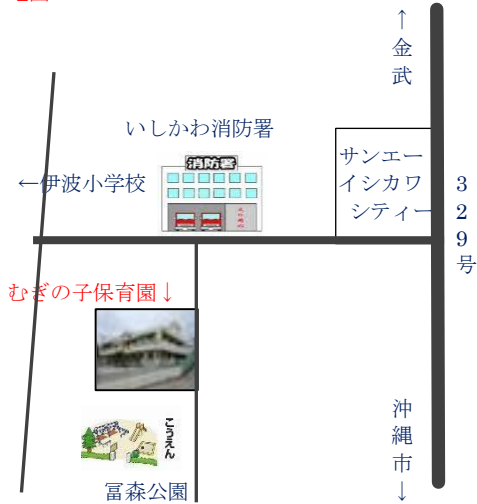 ↑金武
いしかわ消防署
消防署
サンエー
イシカワ
シティー
←伊波小学校
329号
むぎの子保育園↓
こうえん
冨森公園
沖縄市↓